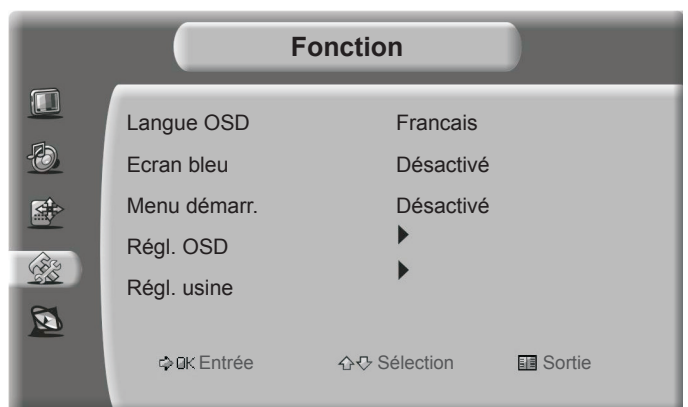 Fonction
Langue OSD Francais
Ecran bleu Désactivé
Menu démarr. Désactivé
Régl. OSD
Régl. usine
OK Entrée Sélection Sortie